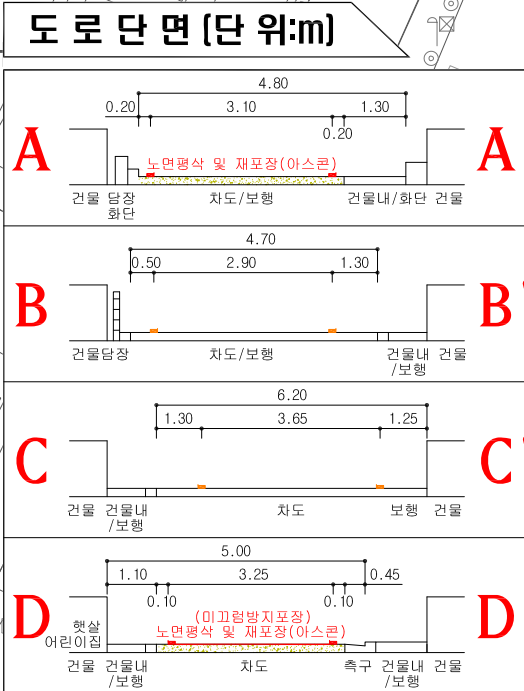 도로단면(단위:m)
4.80
0.20 3.10 1.30
0.20
A A
노면평삭 및 재포장(아스콘)
건물 담장 차도/보행 건물내/화단 건물
화단
4.70
0.50 2.90 1.30
B B
건물담장 차도/보행 건물내 건물
/보행
6.20
1.30 3.65 1.25
C C
건물 건물내 차도 보행 건물
/보행
5.00
1.10 3.25 0.45
0.10 0.10
D D
(미끄럼방지포장)
햇살 노면평삭 및 재포장(아스콘)
어린이집
건물 건물내 차도 측구 건물내 건물
/보행 /보행